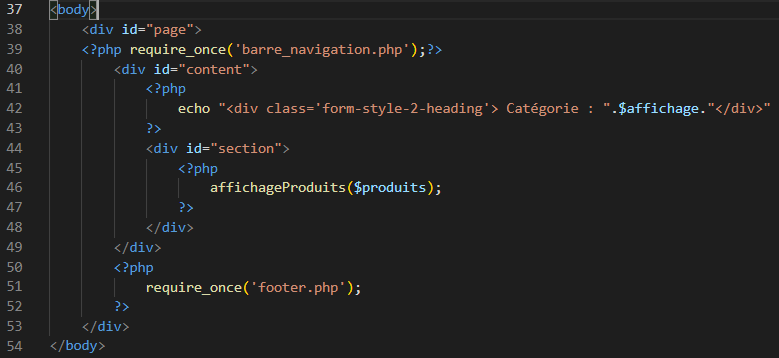 37 <body>
38     <div id="page">
39     <?php require_once('barre_navigation.php');?>
40         <div id="content">
41             <?php
42                 echo "<div class='form-style-2-heading'> Catégorie : ".$affichage."</div>"
43             ?>
44             <div id="section">
45                 <?php
46                     affichageProduits($produits);
47                 ?>
48             </div>
49         </div>
50         <?php
51             require_once('footer.php');
52         ?>
53     </div>
54 </body>